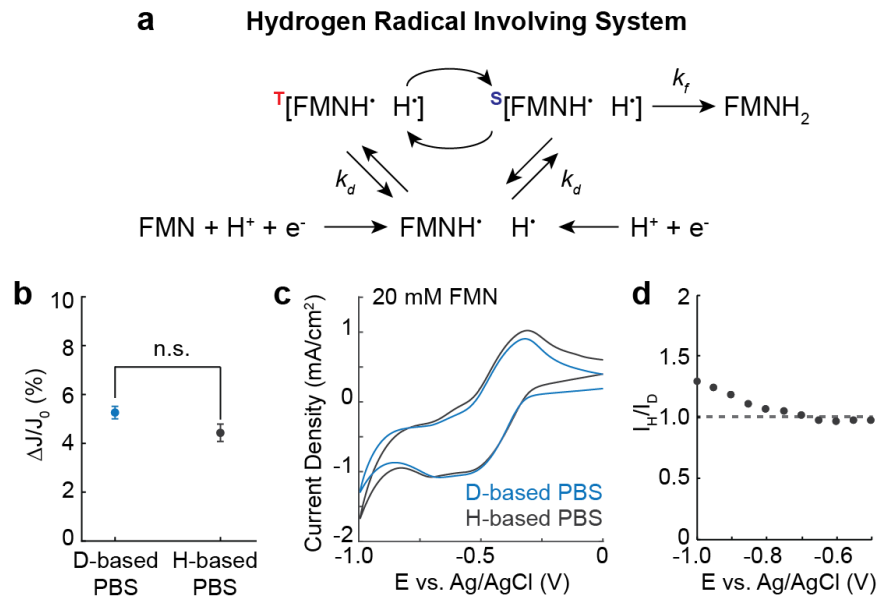 a Hydrogen Radical Involving System
T[FMNH• H•] S[FMNH• H•] kf FMNH2
kd kd
FMN + H+ + e- FMNH• H• H+ + e-
b
10
8
6
4
2
0
ΔJ/J0 (%)
n.s.
D-based PBS
H-based PBS
c
20 mM FMN
Current Density (mA/cm2)
1
0
-1
-2
D-based PBS
H-based PBS
-1.0 -0.5 0
E vs. Ag/AgCl (V)
d
2
1.5
1.0
0.5
0
IH/ID
-1.0 -0.8 -0.6
E vs. Ag/AgCl (V)